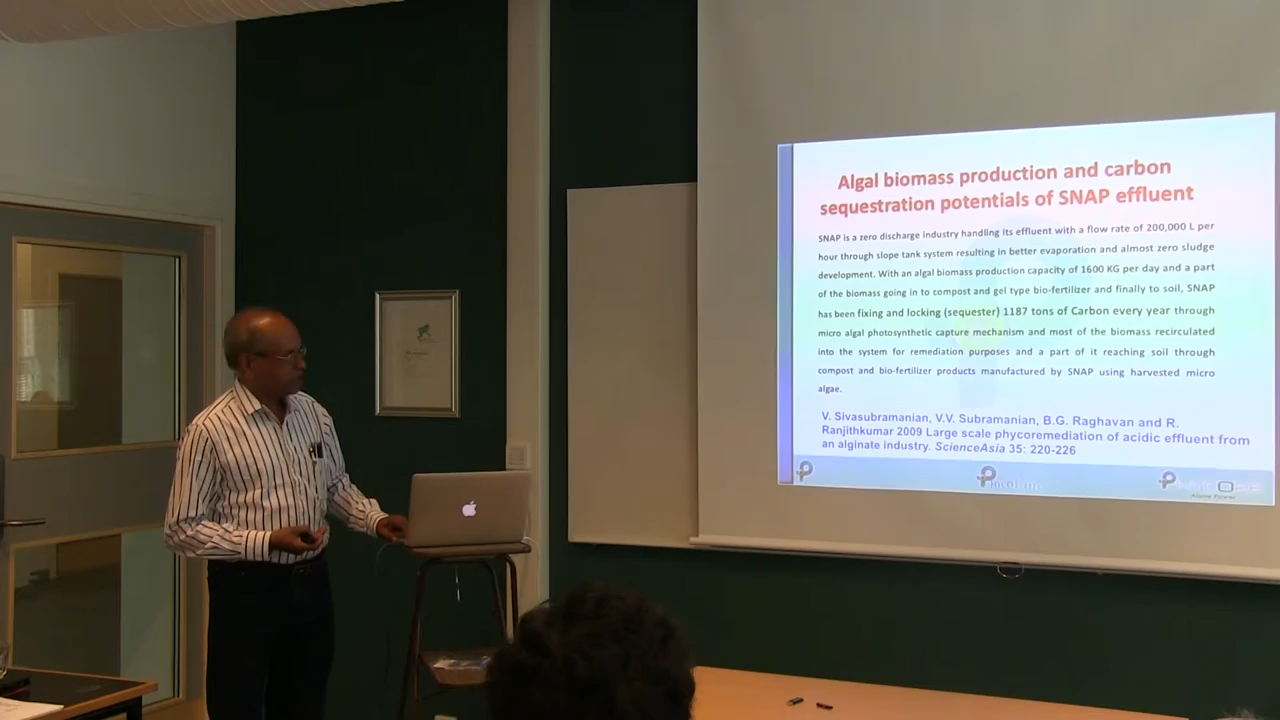 Algal biomass production and carbon
sequestration potentials of SNAP effluent
SNAP is a zero discharge industry handling its effluent with a flow rate of 200,000 L per
hour through slope tank system resulting in better evaporation and almost zero sludge
development. With an algal biomass production capacity of 1600 KG per day and a part
of the biomass going in to compost and gel type bio-fertilizer and finally to soil, SNAP
has been fixing and locking (sequester) 1187 tons of Carbon every year through
micro algal photosynthetic capture mechanism and most of the biomass recirculated
into the system for remediation purposes and a part of it reaching soil through
compost and bio-fertilizer products manufactured by SNAP using harvested micro
algae.
V. Sivasubramanian, V.V. Subramanian, B.G. Raghavan and R.
Ranjithkumar 2009 Large scale phycoremediation of acidic effluent from
an alginate industry. ScienceAsia 35: 220-226